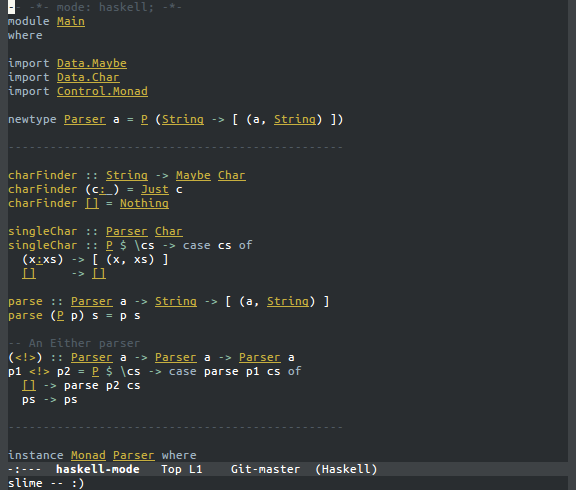 -- -*- mode: haskell; -*-
module Main
where

import Data.Maybe
import Data.Char
import Control.Monad

newtype Parser a = P (String -> [ (a, String) ])

------------------------------------------------

charFinder :: String -> Maybe Char
charFinder (c:_) = Just c
charFinder [] = Nothing

singleChar :: Parser Char
singleChar :: P $ \cs -> case cs of
  (x:xs) -> [ (x, xs) ]
  []     -> []

parse :: Parser a -> String -> [ (a, String) ]
parse (P p) s = p s

-- An Either parser
(<!>) :: Parser a -> Parser a -> Parser a
p1 <!> p2 = P $ \cs -> case parse p1 cs of
  [] -> parse p2 cs
  ps -> ps

------------------------------------------------

instance Monad Parser where
-:---  haskell-mode   Top L1    Git-master  (Haskell)
slime -- :)